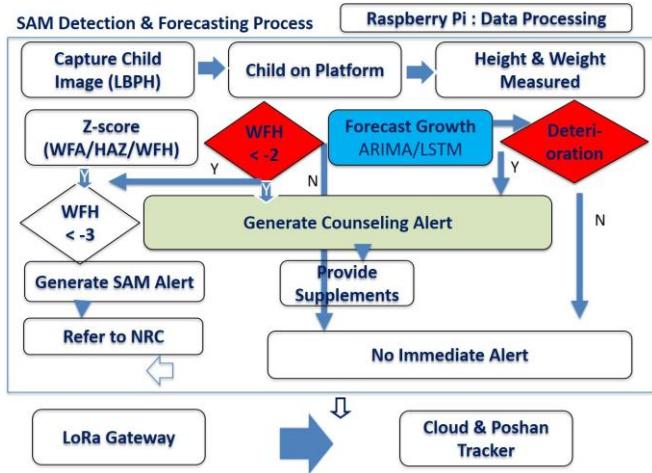 SAM Detection & Forecasting Process
Raspberry Pi : Data Processing
Capture Child
Image (LBPH)
Child on Platform
Height & Weight
Measured
Z-score
(WFA/HAZ/WFH)
WFH
< -2
Forecast Growth
ARIMA/LSTM
Deteri-
oration
Y
Y
N
Y
Y
WFH
< -3
Generate Counseling Alert
N
Generate SAM Alert
Provide
Supplements
Refer to NRC
No Immediate Alert
LoRa Gateway
Cloud & Poshan
Tracker